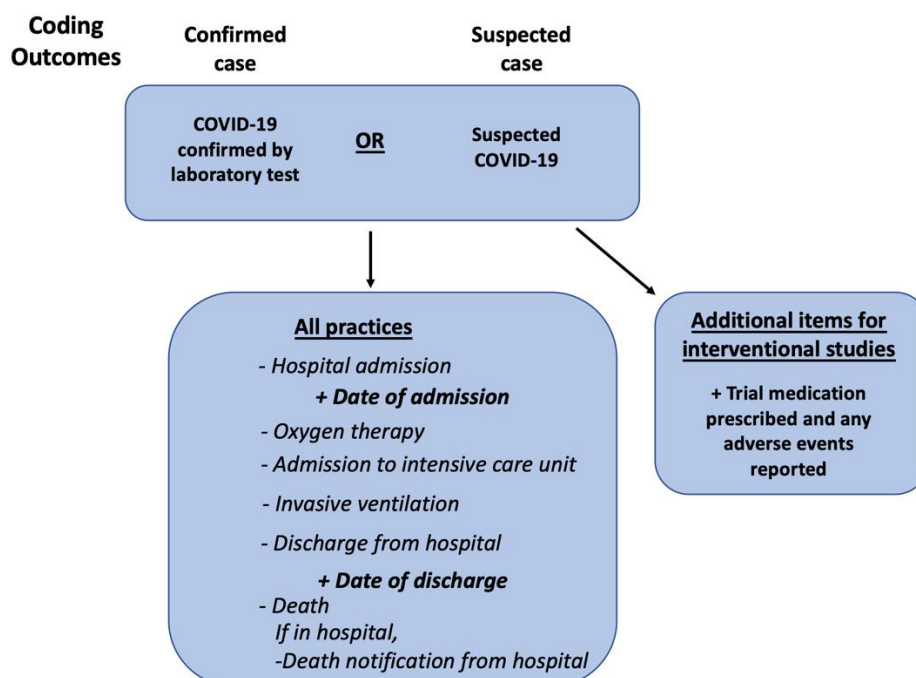 Coding
Outcomes
Confirmed
case
Suspected
case
COVID-19
confirmed by
laboratory test
OR
Suspected
COVID-19
All practices
- Hospital admission
+ Date of admission
- Oxygen therapy
- Admission to intensive care unit
- Invasive ventilation
- Discharge from hospital
+ Date of discharge
- Death
If in hospital,
-Death notification from hospital
Additional items for
interventional studies
+ Trial medication
prescribed and any
adverse events
reported